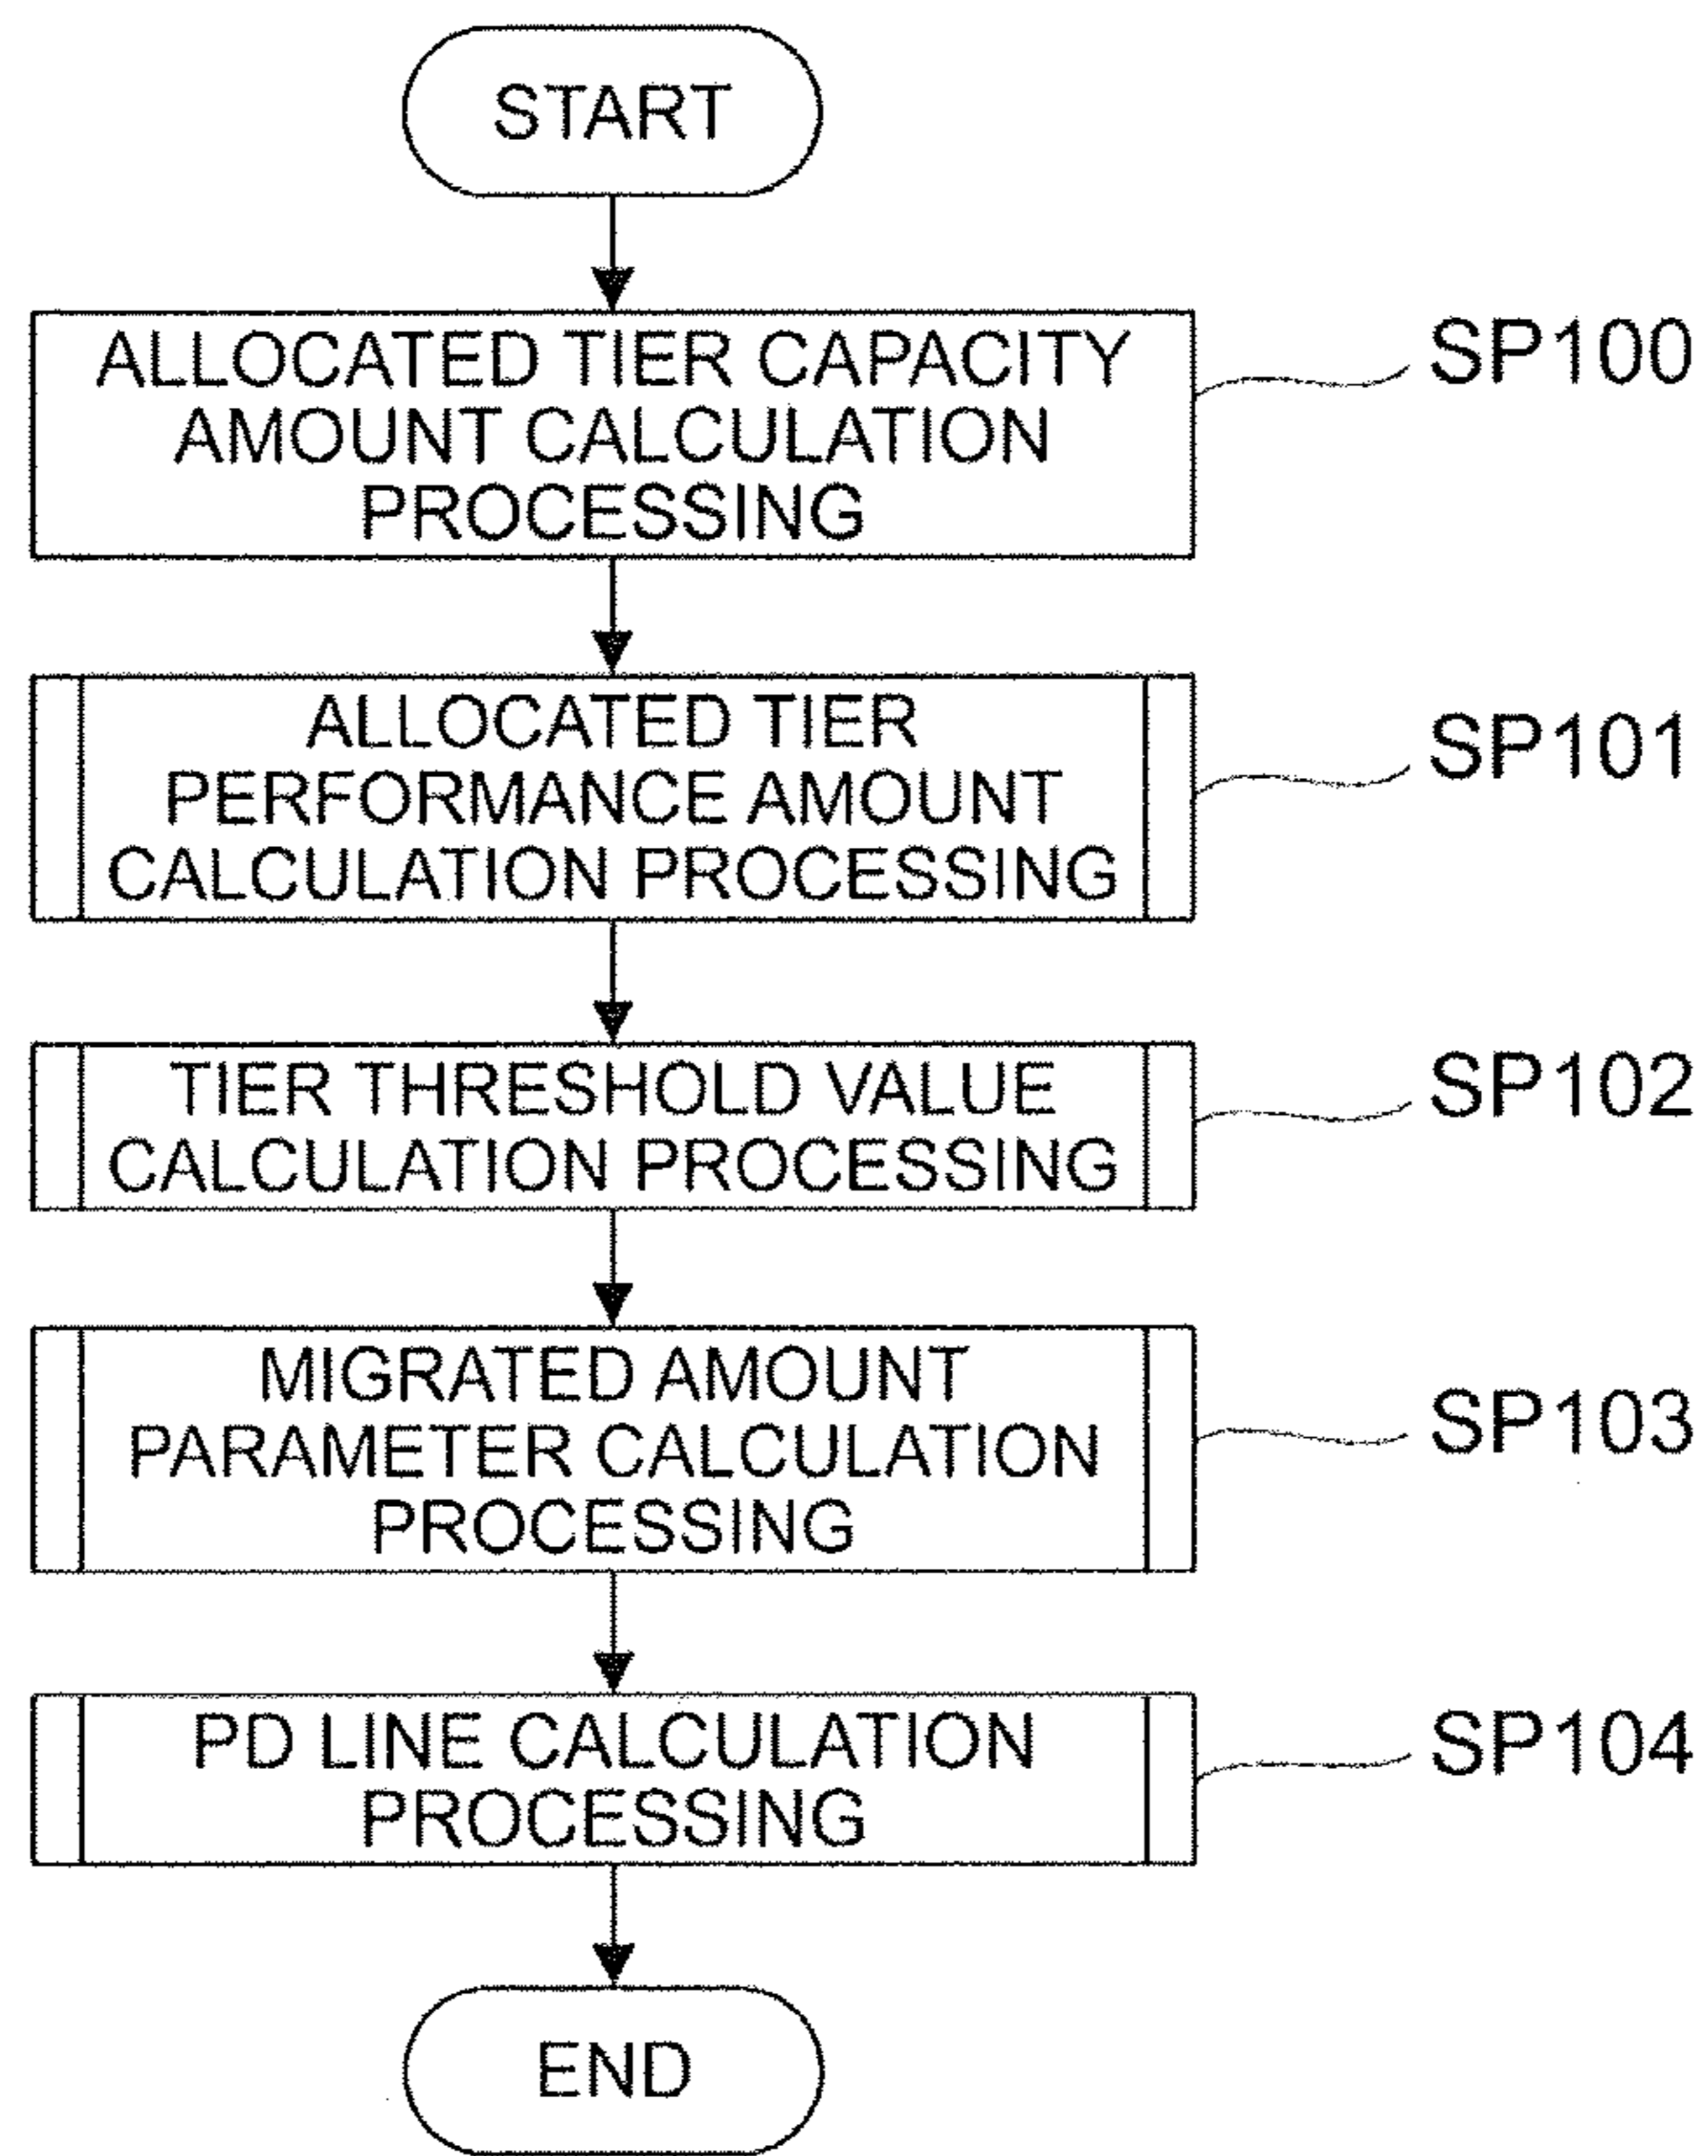 START
ALLOCATED TIER CAPACITY
AMOUNT CALCULATION
PROCESSING
SP100
ALLOCATED TIER
PERFORMANCE AMOUNT
CALCULATION PROCESSING
SP101
TIER THRESHOLD VALUE
CALCULATION PROCESSING
SP102
MIGRATED AMOUNT
PARAMETER CALCULATION
PROCESSING
SP103
PD LINE CALCULATION
PROCESSING
SP104
END